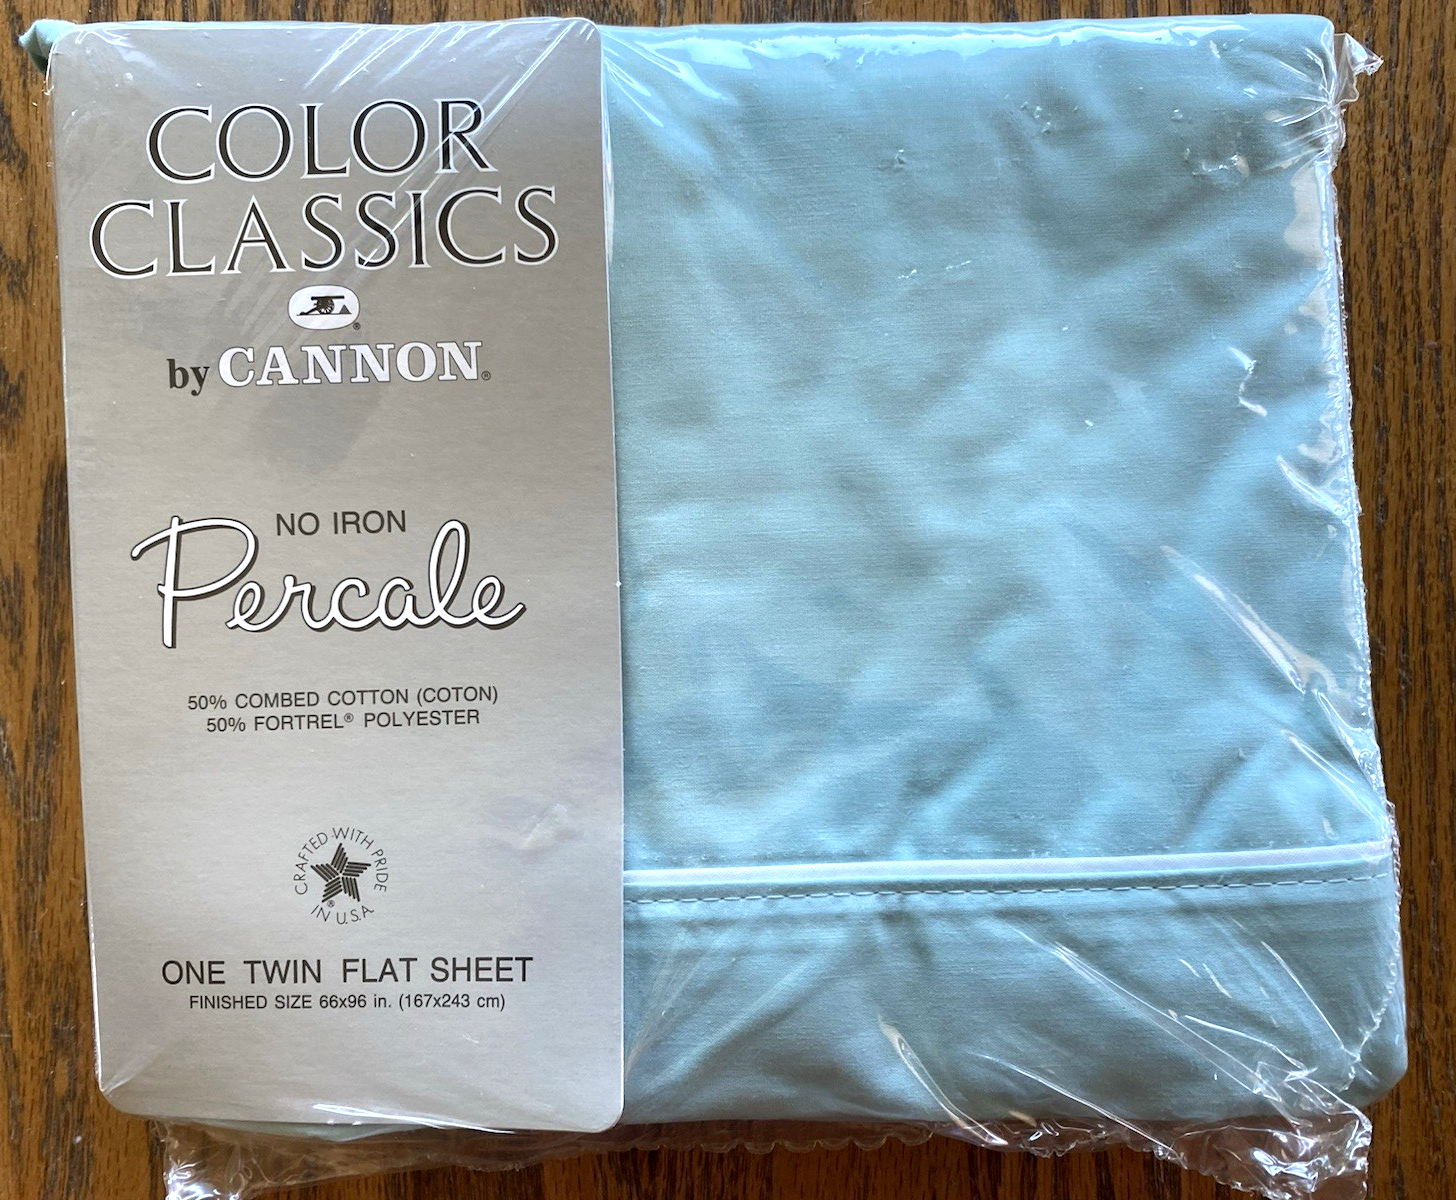 COLOR
CLASSICS
®
by CANNON®
NO IRON
Percale
50% COMBED COTTON (COTON)
50% FORTREL® POLYESTER
CRAFTED WITH PRIDE
IN U.S.A.
®
ONE TWIN FLAT SHEET
FINISHED SIZE 66x96 in. (167x243 cm)